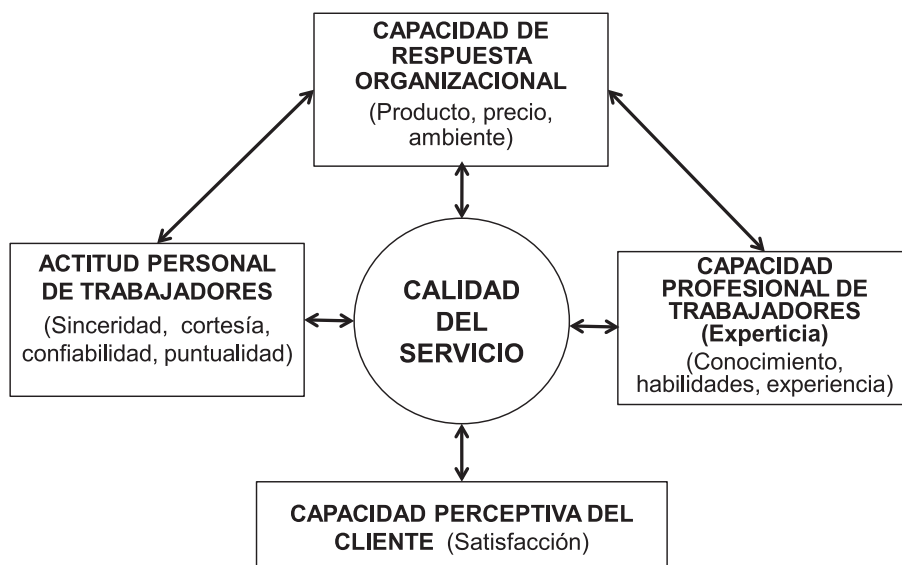 CAPACIDAD DE
RESPUESTA
ORGANIZACIONAL
(Producto, precio,
ambiente)
ACTITUD PERSONAL
DE TRABAJADORES
(Sinceridad, cortesía,
confiabilidad, puntualidad)
CALIDAD
DEL
SERVICIO
CAPACIDAD
PROFESIONAL DE
TRABAJADORES
(Experticia)
(Conocimiento,
habilidades, experiencia)
CAPACIDAD PERCEPTIVA DEL
CLIENTE (Satisfacción)